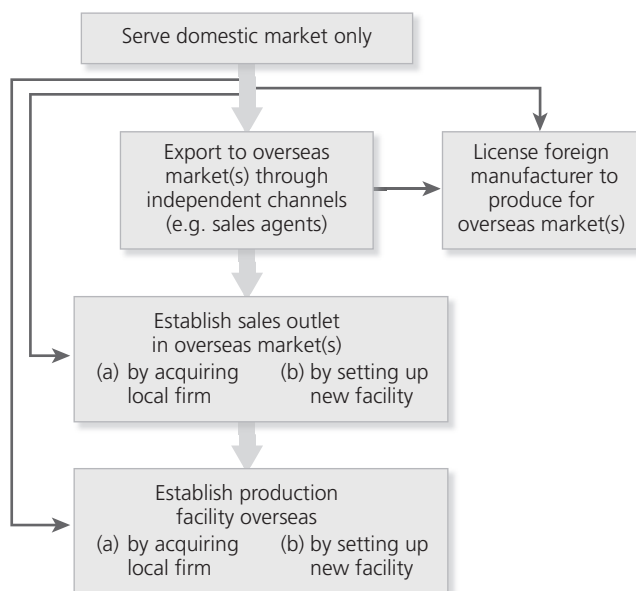 Serve domestic market only
Export to overseas
market(s) through
independent channels
(e.g. sales agents)
License foreign
manufacturer to
produce for
overseas market(s)
Establish sales outlet
in overseas market(s)
(a) by acquiring
local firm
(b) by setting up
new facility
Establish production
facility overseas
(a) by acquiring
local firm
(b) by setting up
new facility